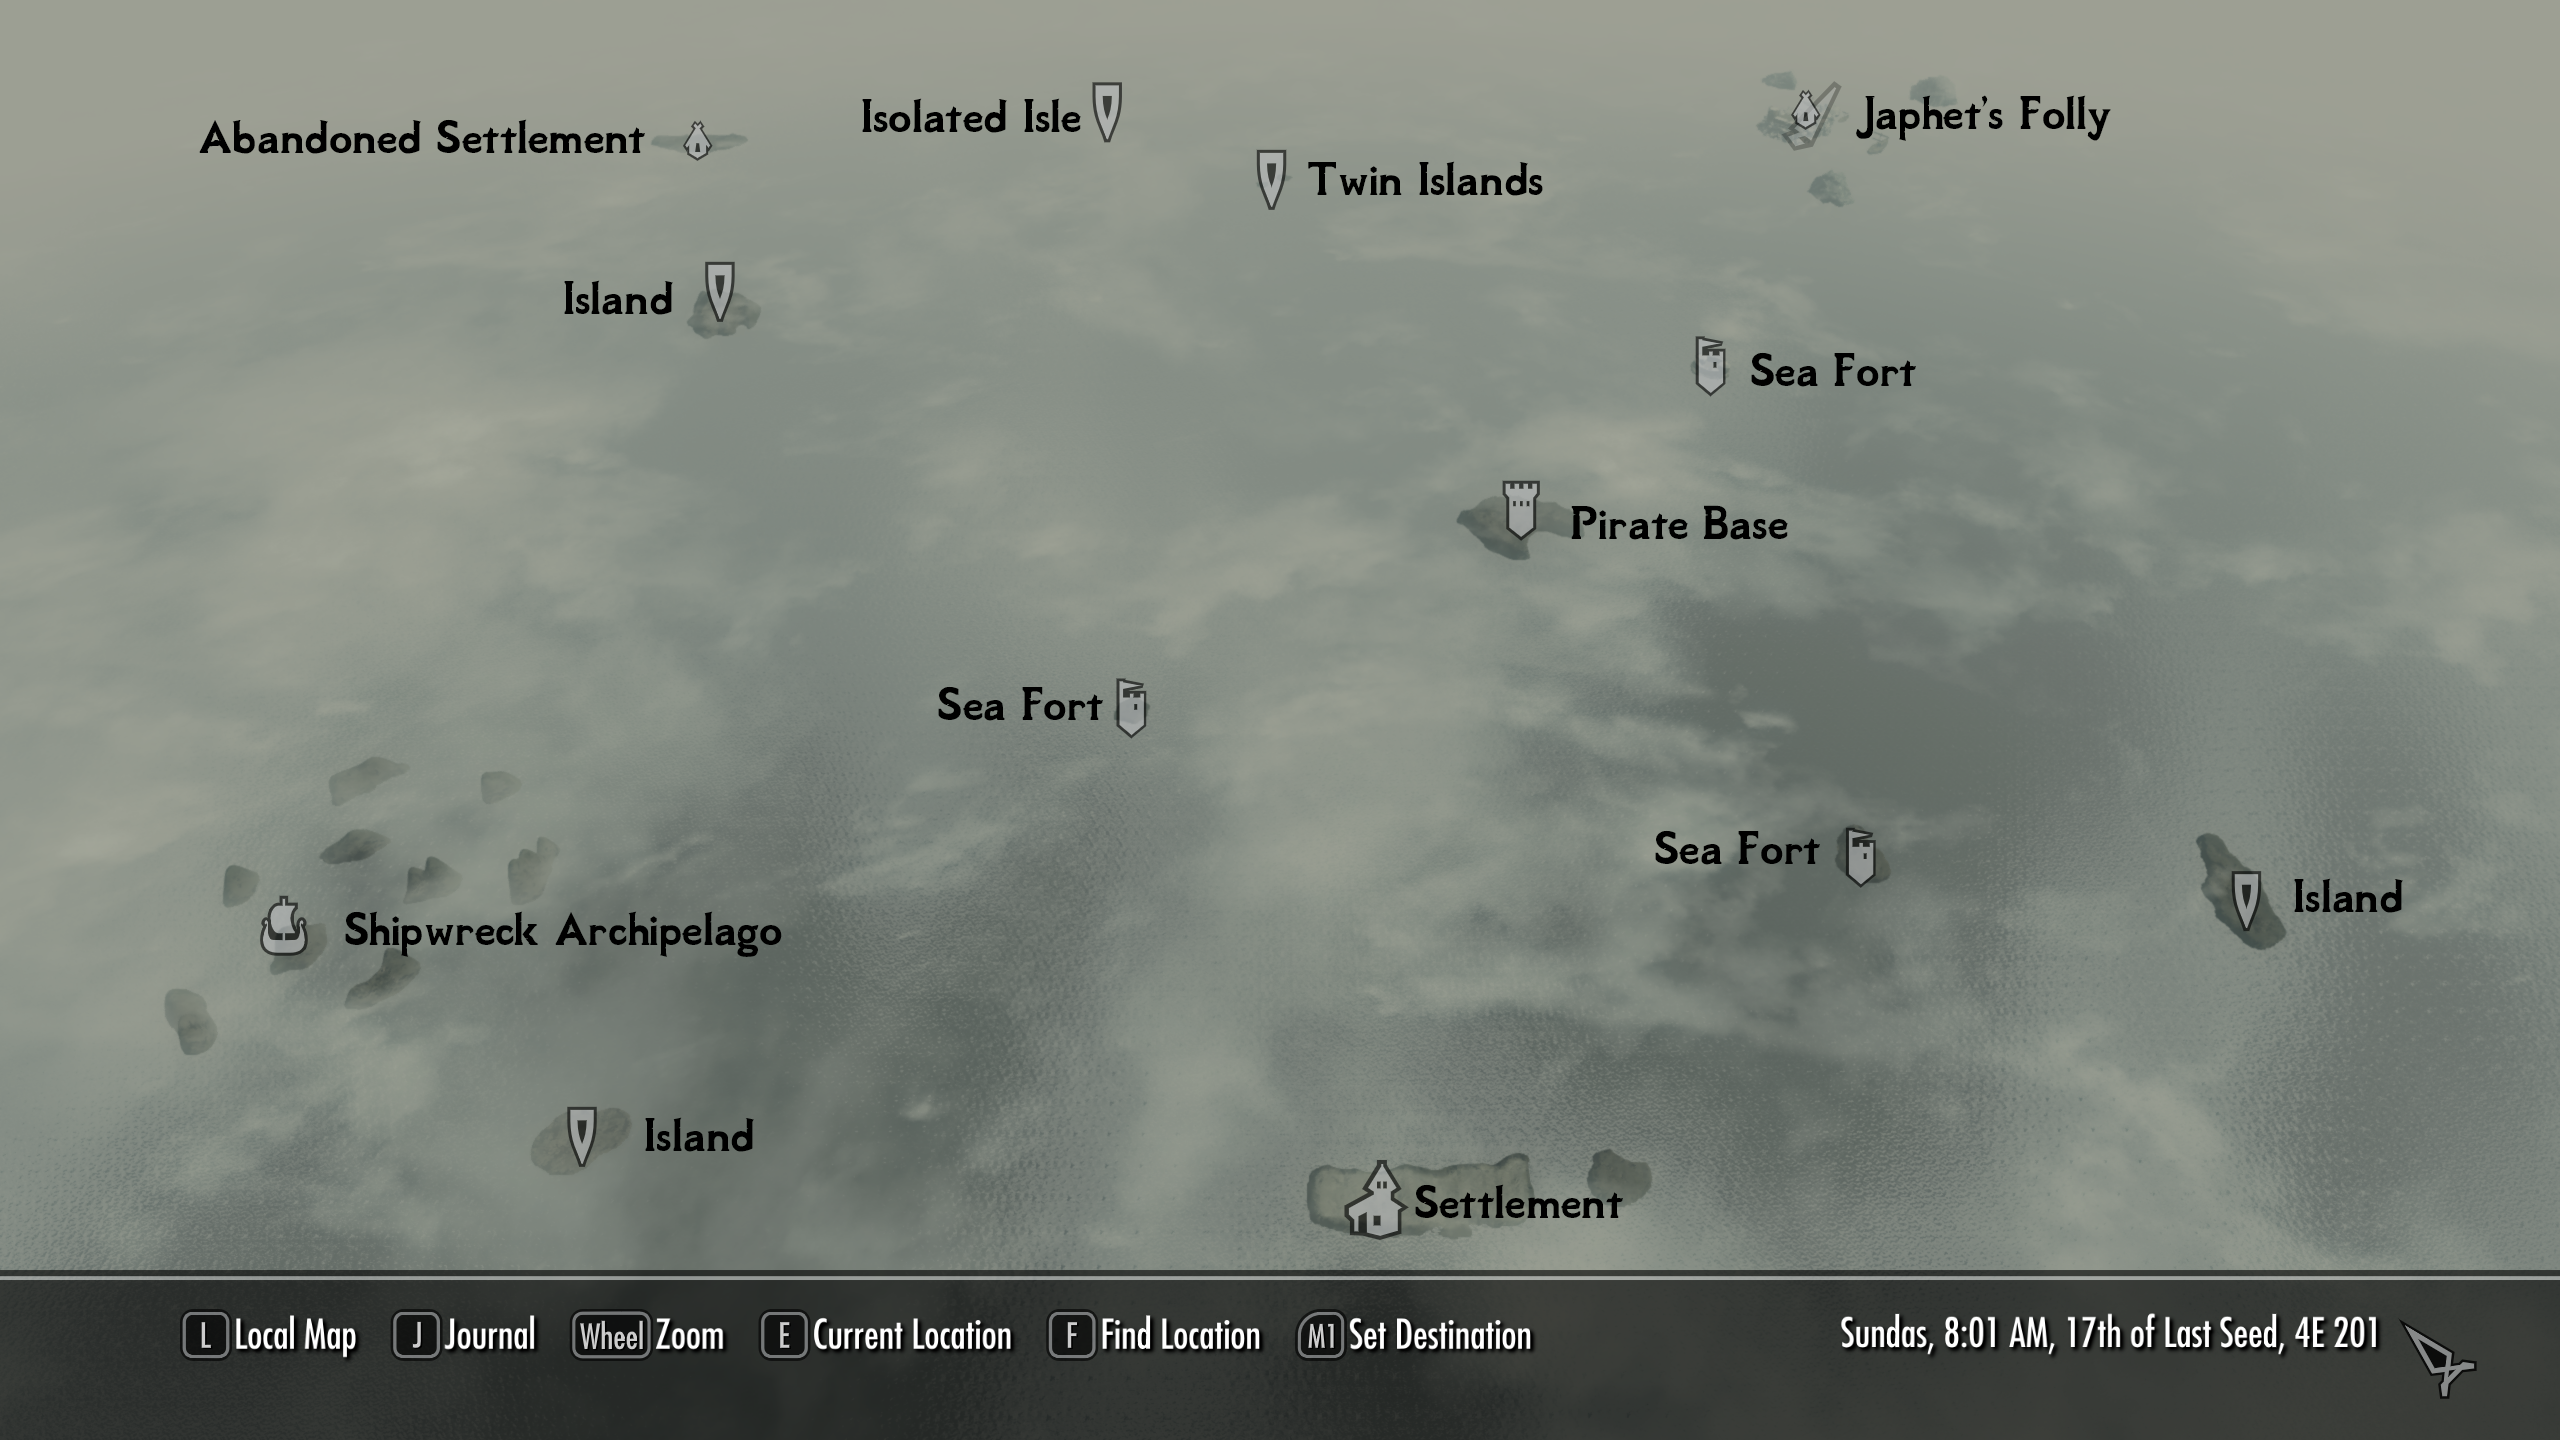 Abandoned Settlement
Isolated Isle
Japhet's Folly
Twin Islands
Island
Sea Fort
Pirate Base
Sea Fort
Sea Fort
Island
Shipwreck Archipelago
Island
Settlement
L Local Map J Journal Wheel Zoom E Current Location F Find Location M1 Set Destination Sundas, 8:01 AM, 17th of Last Seed, 4E 201